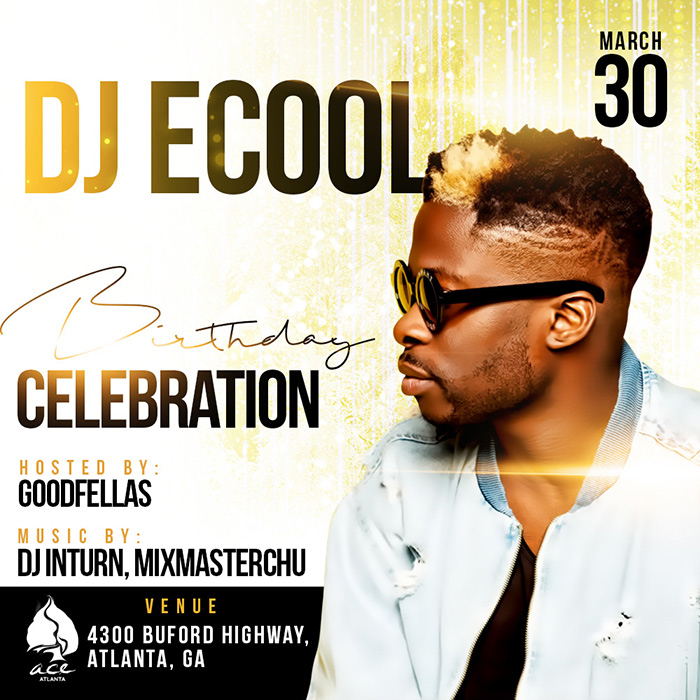 MARCH
30
DJ ECOOL
Birthday
CELEBRATION
HOSTED BY:
GOODFELLAS
MUSIC BY:
DJ INTURN, MIXMASTERCHU
VENUE
4300 BUFORD HIGHWAY,
ATLANTA, GA
ace
ATLANTA